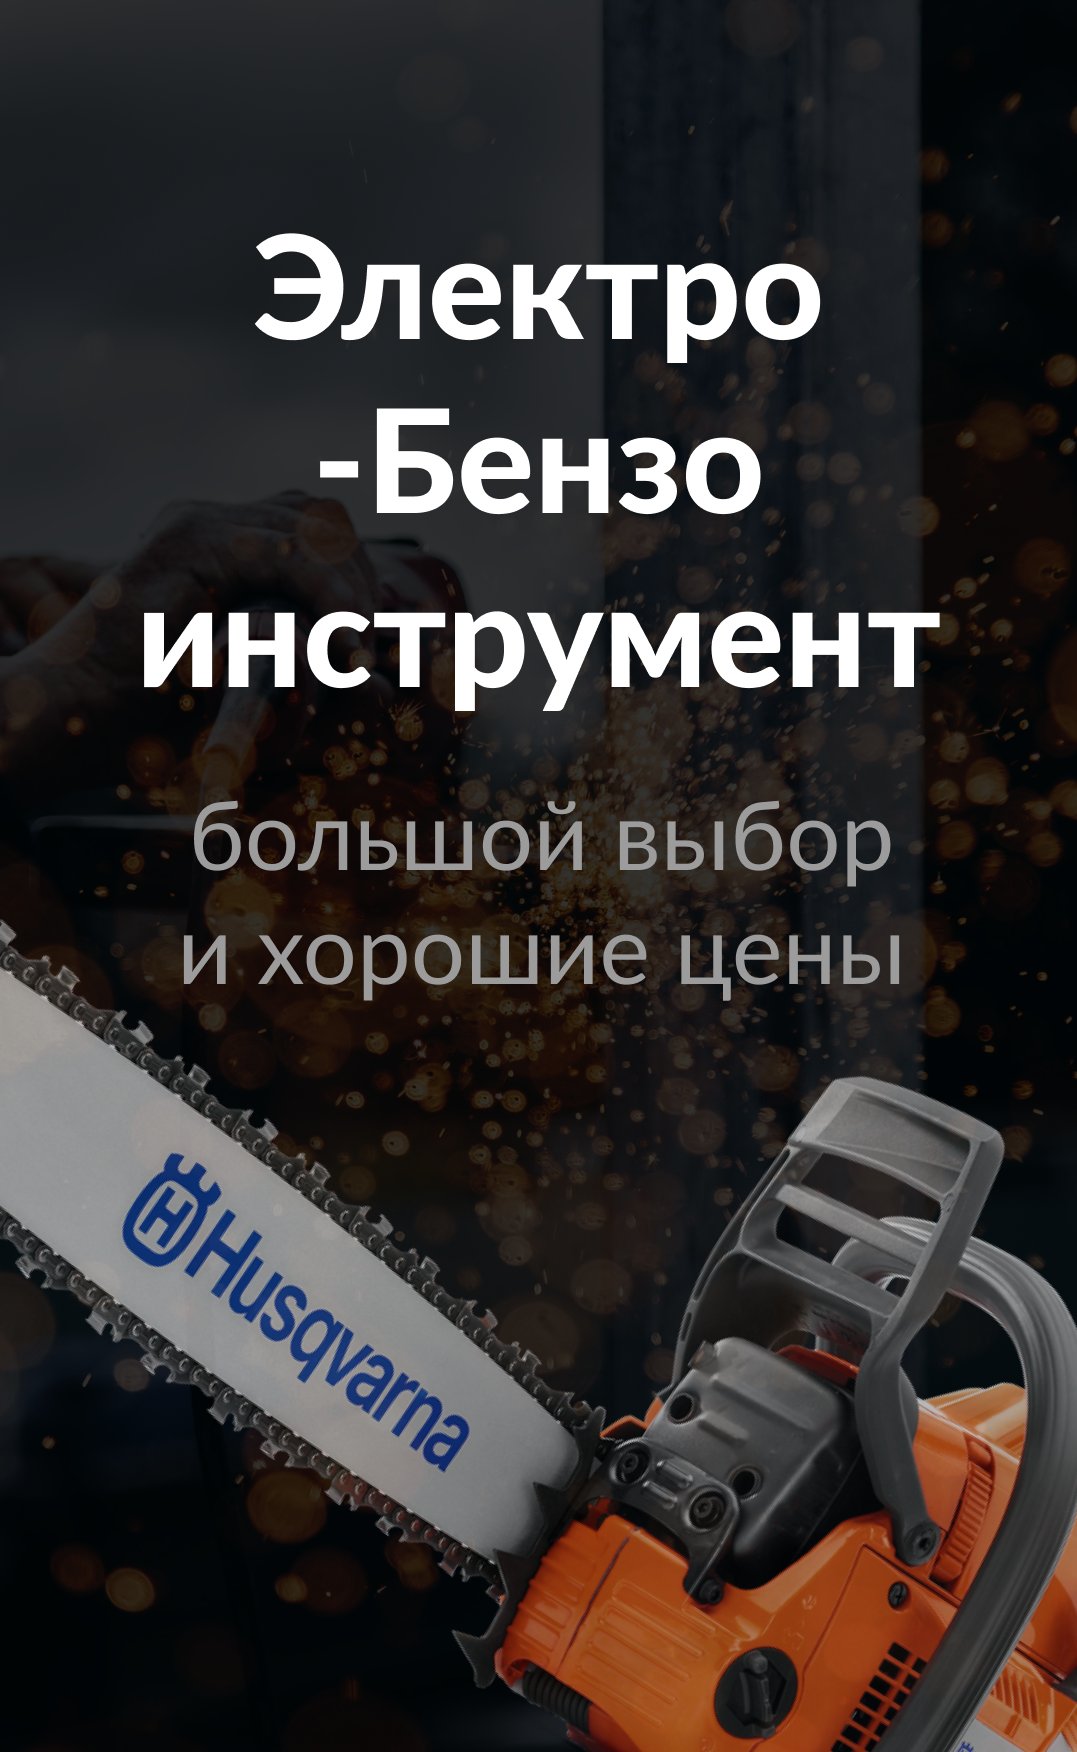 Электро
-Бензо
инструмент
большой выбор
и хорошие цены
H
Husqvarna